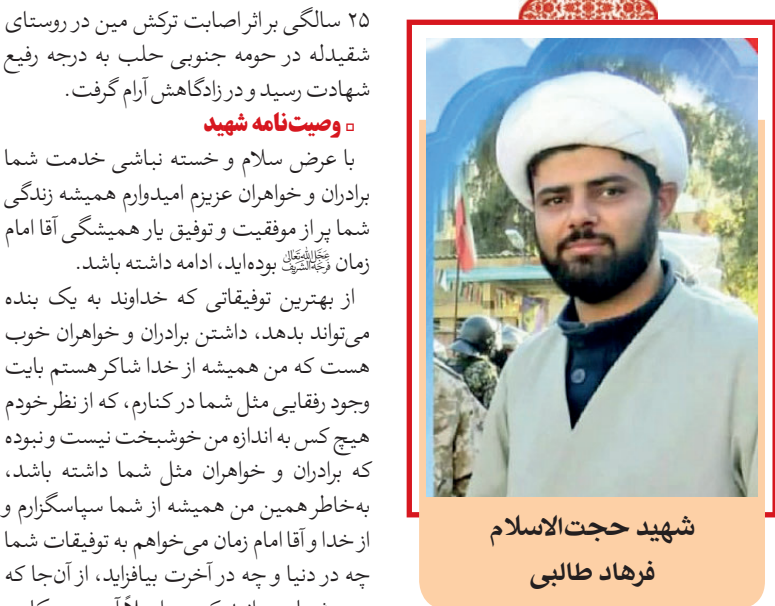 ۲۵ سالگی بر اثر اصابت ترکش مین در روستای
شقیدله در حومه جنوبی حلب به درجه رفیع
شهادت رسید و در زادگاهش آرام گرفت.
وصیت‌نامه شهید
با عرض سلام و خسته نباشی خدمت شما
برادران و خواهران عزیزم امیدوارم همیشه زندگی
شما پر از موفقیت و توفیق یار همیشگی آقا امام
زمان عجل‌الله‌تعالی‌فرجه‌الشریف بوده‌اید، ادامه داشته باشد.
از بهترین توفیقاتی که خداوند به یک بنده
می‌تواند بدهد، داشتن برادران و خواهران خوب
هست که من همیشه از خدا شاکر هستم بایت
وجود رفقایی مثل شما در کنارم، که از نظر خودم
هیچ کس به اندازه من خوشبخت نیست و نبوده
که برادران و خواهران مثل شما داشته باشد،
به‌خاطر همین من همیشه از شما سپاسگزارم و
از خدا و آقا امام زمان می‌خواهم به توفیقات شما
چه در دنیا و چه در آخرت بیافزاید، از آن‌جا که
شهید حجت‌الاسلام
فرهاد طالبی